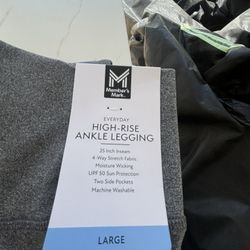 Member's
Mark.
EVERYDAY
HIGH-RISE
ANKLE LEGGING
25 Inch Inseam
4-Way Stretch Fabric
Moisture Wicking
UPF 50 Sun Protection
Two Side Pockets
Machine Washable
LARGE